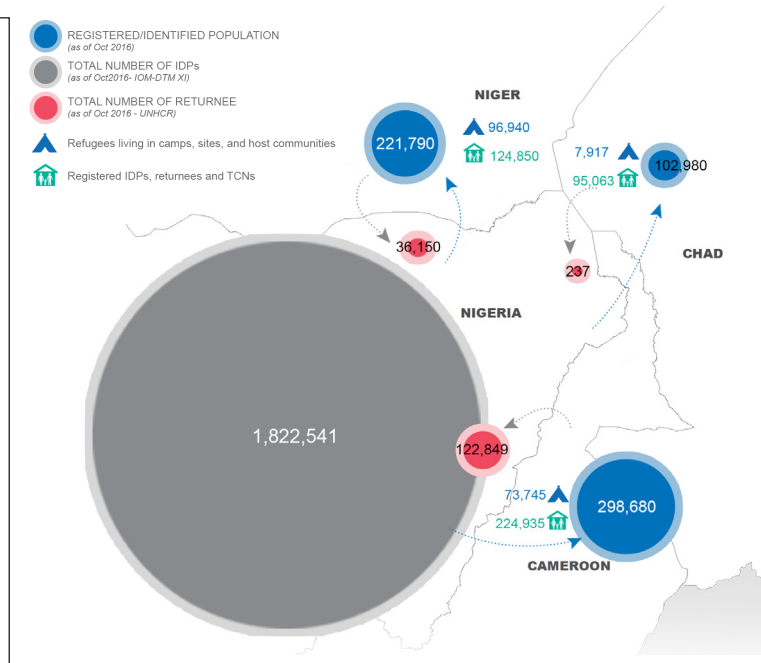 REGISTERED/IDENTIFIED POPULATION
(as of Oct 2016)
TOTAL NUMBER OF IDPs
(as of Oct2016- IOM-DTM XI)
TOTAL NUMBER OF RETURNEE
(as of Oct 2016 - UNHCR)
Refugees living in camps, sites, and host communities
Registered IDPs, returnees and TCNs
NIGER
221,790
96,940
124,850
7,917
95,063
102,980
36,150
237
CHAD
NIGERIA
1,822,541
122,849
73,745
224,935
298,680
CAMEROON